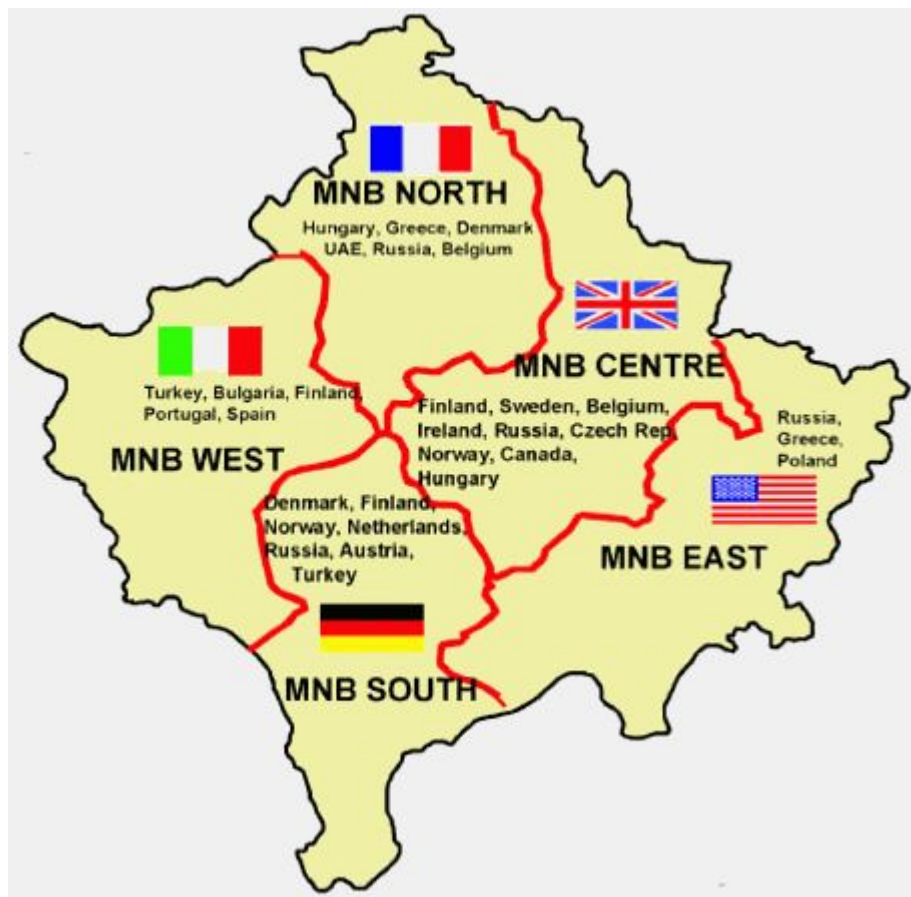 MNB NORTH
Hungary, Greece, Denmark
UAE, Russia, Belgium
MNB CENTRE
Finland, Sweden, Belgium,
Ireland, Russia, Czech Rep,
Norway, Canada,
Hungary
Turkey, Bulgaria, Finland,
Portugal, Spain
MNB WEST
Russia,
Greece,
Poland
MNB EAST
Denmark, Finland,
Norway, Netherlands,
Russia, Austria,
Turkey
MNB SOUTH